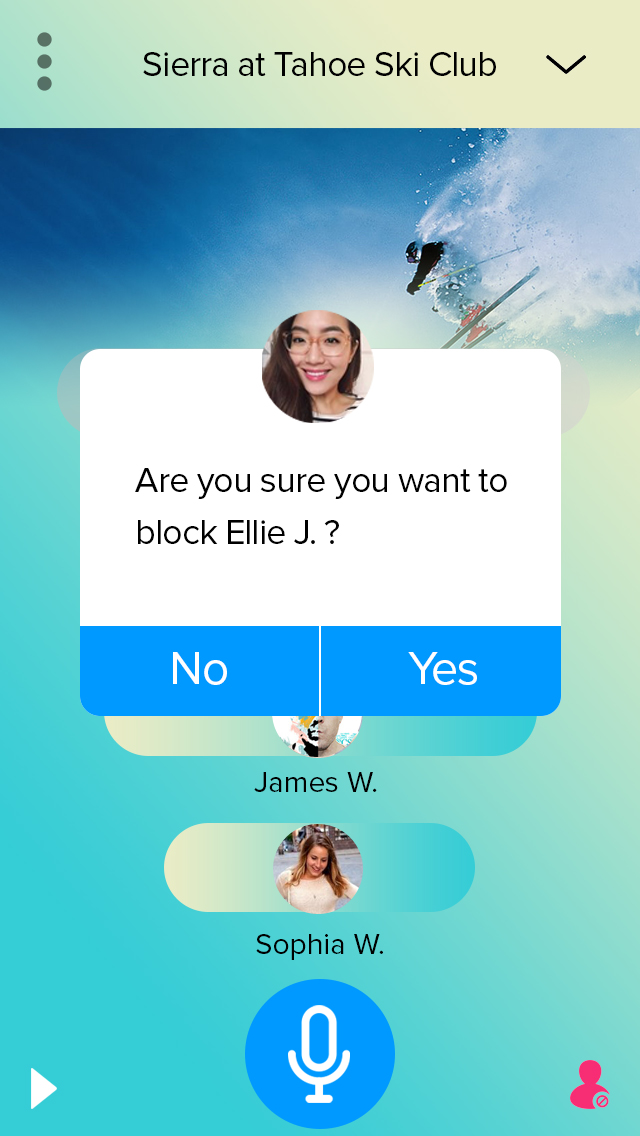 Sierra at Tahoe Ski Club
Are you sure you want to
block Ellie J. ?
No
Yes
James W.
Sophia W.